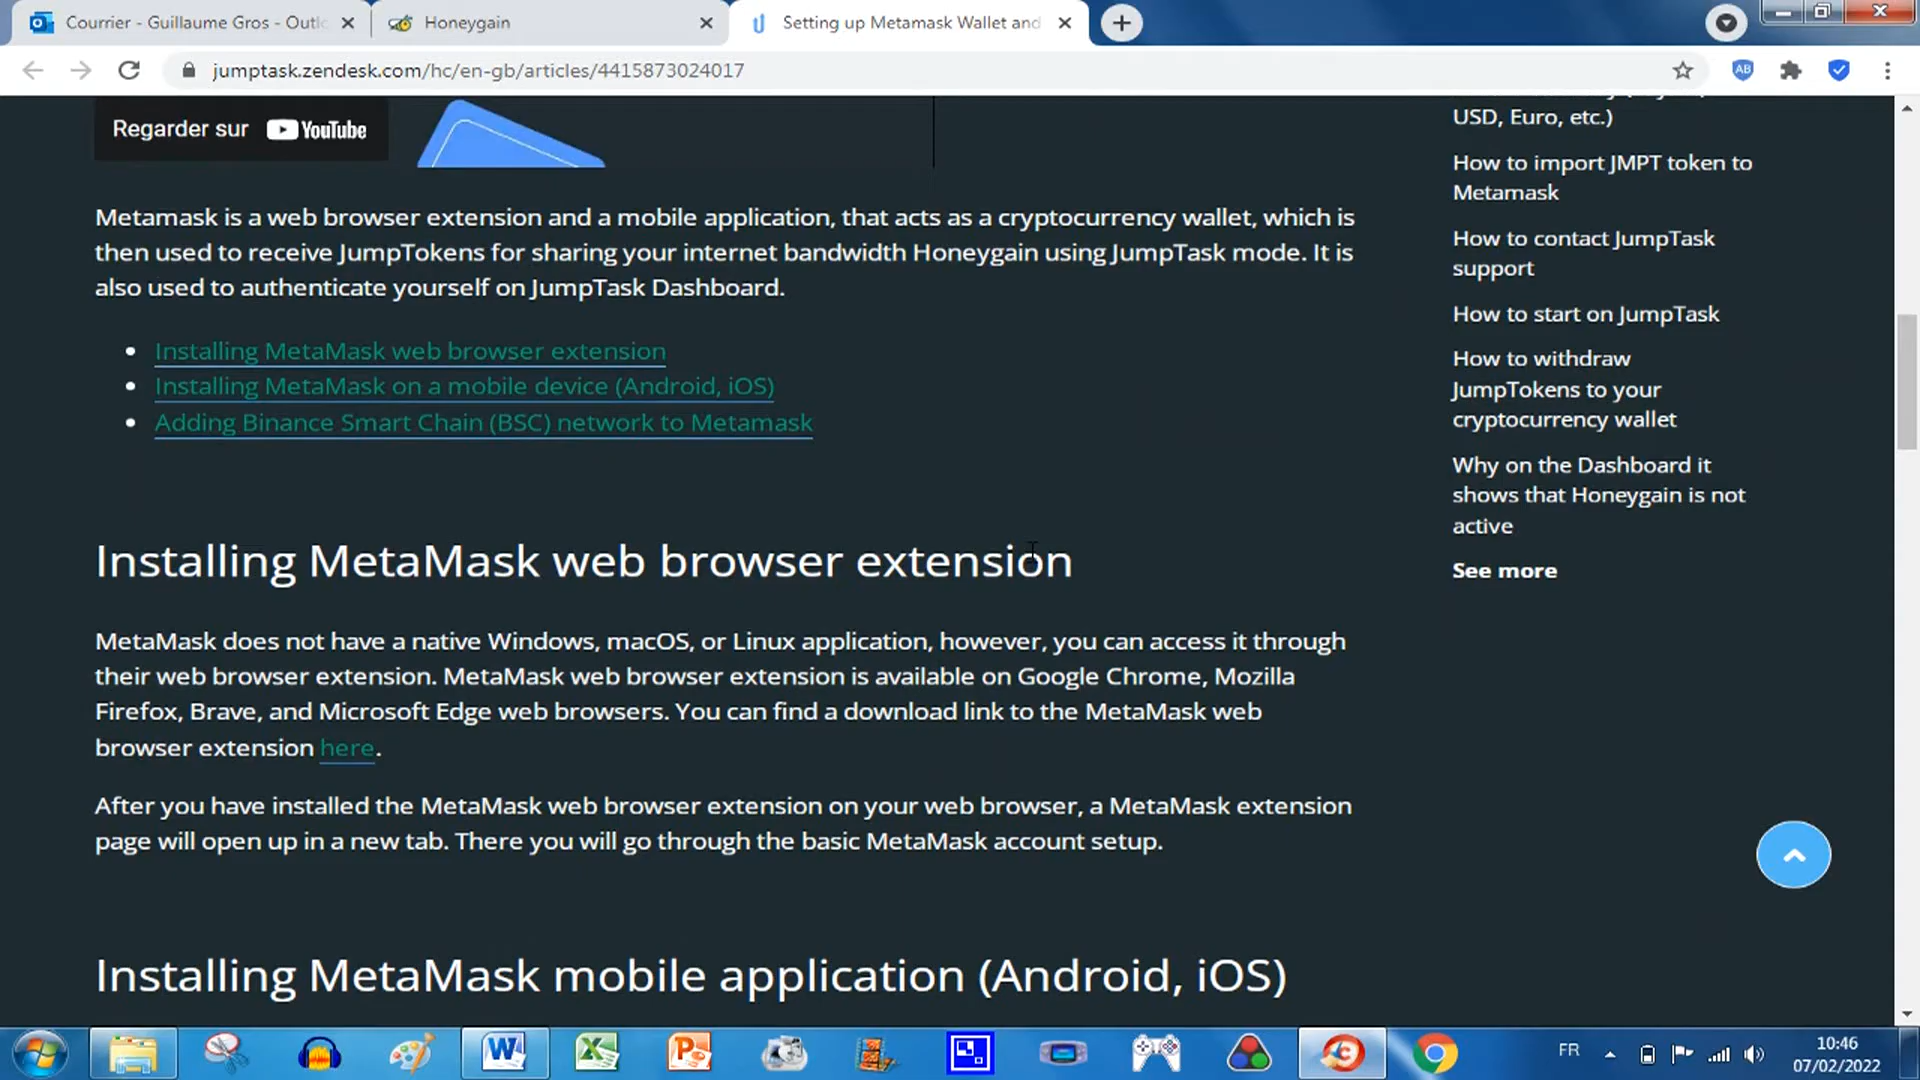 Courrier - Guillaume Gros - Outl
Honeygain
Setting up Metamask Wallet and
jumptask.zendesk.com/hc/en-gb/articles/4415873024017
Regarder sur YouTube
Metamask is a web browser extension and a mobile application, that acts as a cryptocurrency wallet, which is
then used to receive JumpTokens for sharing your internet bandwidth Honeygain using JumpTask mode. It is
also used to authenticate yourself on JumpTask Dashboard.
Installing MetaMask web browser extension
Installing MetaMask on a mobile device (Android, iOS)
Adding Binance Smart Chain (BSC) network to Metamask
Installing MetaMask web browser extension
MetaMask does not have a native Windows, macOS, or Linux application, however, you can access it through
their web browser extension. MetaMask web browser extension is available on Google Chrome, Mozilla
Firefox, Brave, and Microsoft Edge web browsers. You can find a download link to the MetaMask web
browser extension here.
After you have installed the MetaMask web browser extension on your web browser, a MetaMask extension
page will open up in a new tab. There you will go through the basic MetaMask account setup.
Installing MetaMask mobile application (Android, iOS)
USD, Euro, etc.)
How to import JMPT token to
Metamask
How to contact JumpTask
support
How to start on JumpTask
How to withdraw
JumpTokens to your
cryptocurrency wallet
Why on the Dashboard it
shows that Honeygain is not
active
See more
FR
10:46
07/02/2022